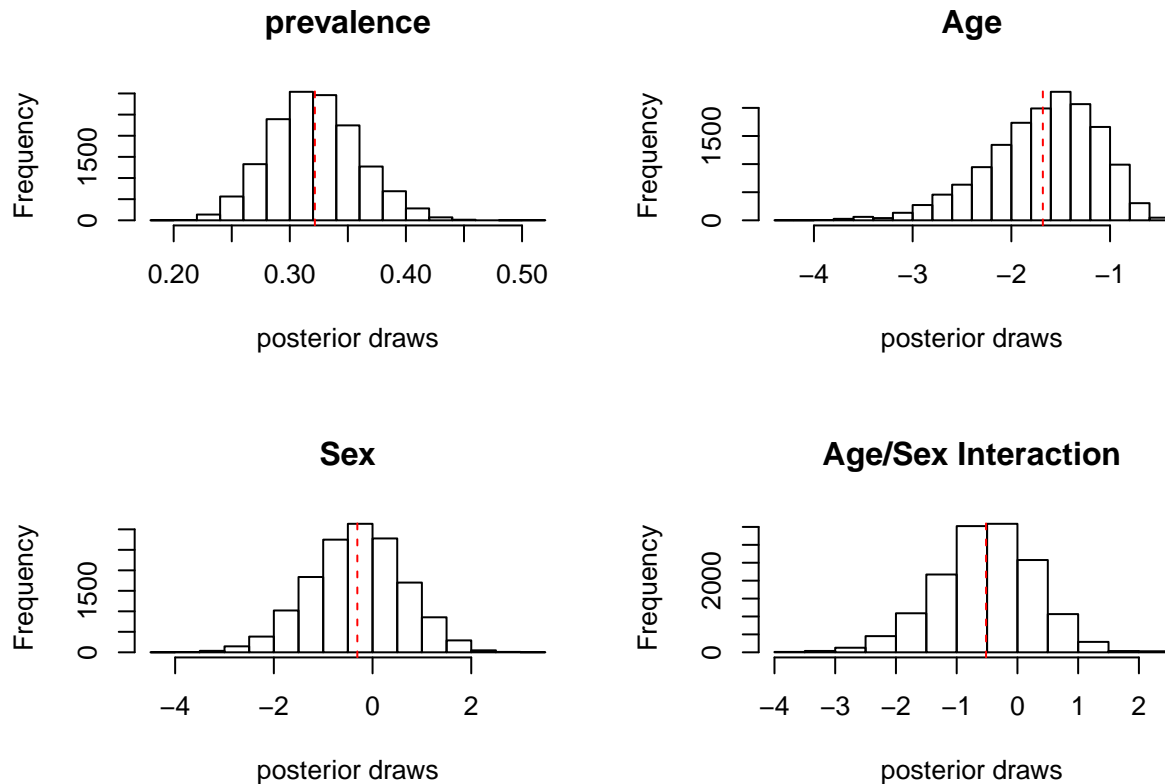 prevalence
Frequency
0
1500
0.20 0.30 0.40 0.50
posterior draws
Age
Frequency
0
1500
−4 −3 −2 −1
posterior draws
Sex
Frequency
0
1500
−4 −2 0 2
posterior draws
Age/Sex Interaction
Frequency
0
2000
−4 −3 −2 −1 0 1 2
posterior draws